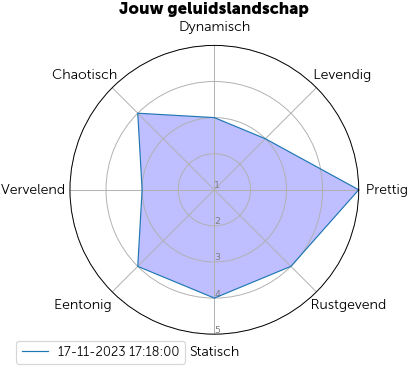 Jouw geluidslandschap
Dynamisch
Chaotisch
Levendig
Vervelend
Prettig
1
2
3
4
5
Eentonig
Rustgevend
Statisch
17-11-2023 17:18:00